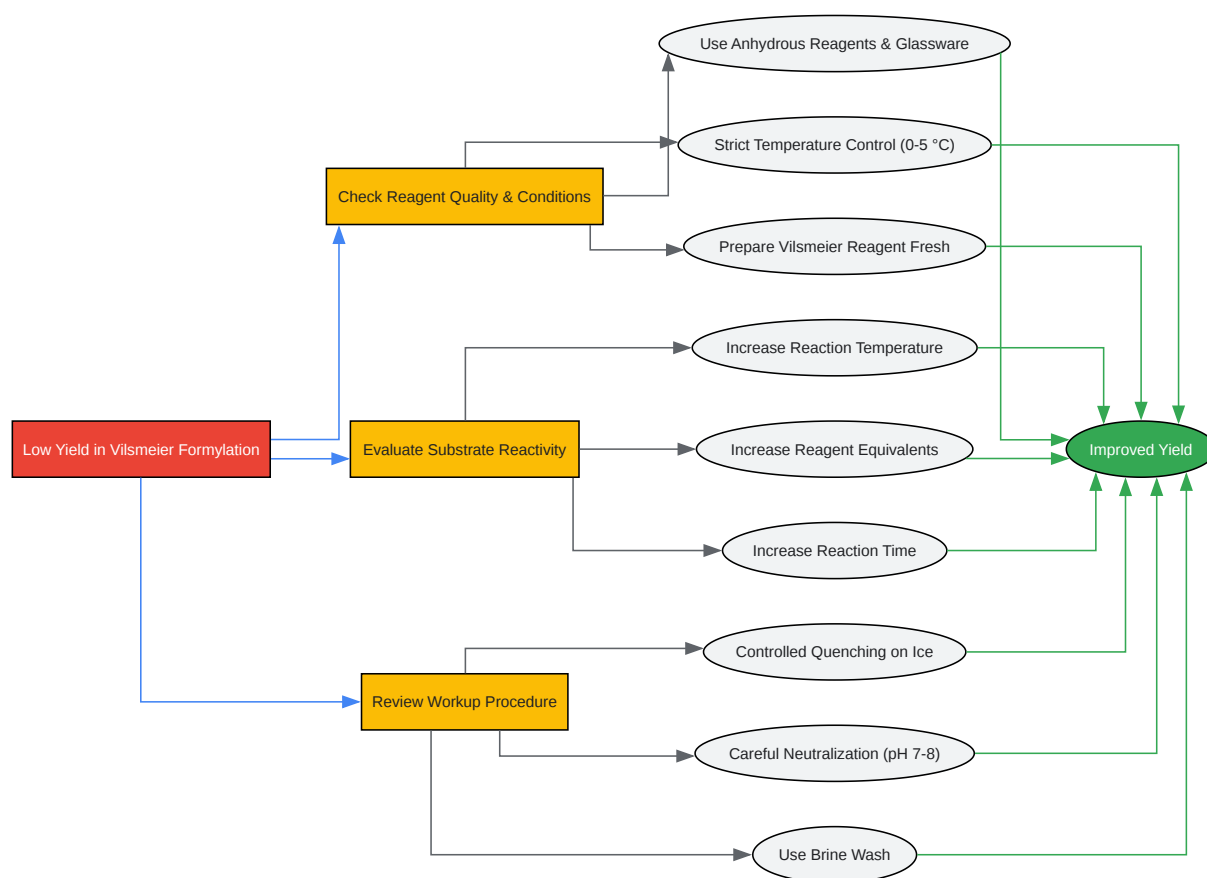 Use Anhydrous Reagents & Glassware
Strict Temperature Control (0-5 °C)
Check Reagent Quality & Conditions
Prepare Vilsmeier Reagent Fresh
Increase Reaction Temperature
Low Yield in Vilsmeier Formylation
Evaluate Substrate Reactivity
Increase Reagent Equivalents
Improved Yield
Increase Reaction Time
Controlled Quenching on Ice
Review Workup Procedure
Careful Neutralization (pH 7-8)
Use Brine Wash